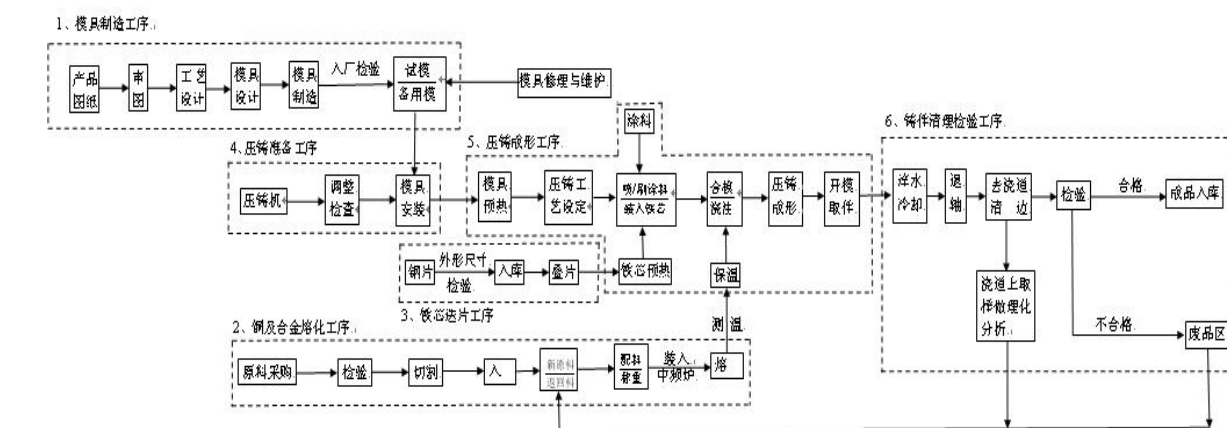 1、模具制造工序.
产品
图纸
审
图
工艺
设计
模具
设计
模具
制造
入厂检验
试模
备用模
模具修理与维护.
涂料
6、铸件清理检验工序.
4、压铸准备工序
5、压铸成形工序.
压铸机
调整.
检查.
模具.
安装.
模具.
预热.
压铸工.
艺设定
喷/刷涂料
装入铁芯
合模.
浇注.
压铸.
成形.
开模.
取件.
淬水
冷却.
退.
轴.
去浇道
清 边.
检验
合格.
成品入库
外形尺寸.
检验.
钢片
入库
叠片
铁芯预热
保温
浇道上取
样做理化
分析.
不合格.
废品区
3、铁芯迭片工序
测 温.
2、铜及合金熔化工序.
原料采购
检验.
切割
入
新原料
返回料
配料
称重
装入.
中频炉.
熔